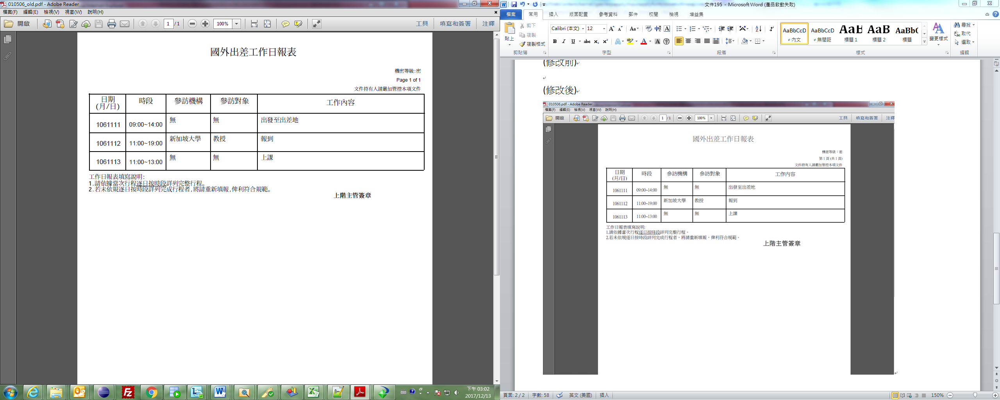 010506_old.pdf - Adobe Reader
檔案(F) 編輯(E) 檢視(V) 視窗(W) 說明(H)
開啟 1 / 1 100% 工具 填寫和簽署 注釋
國外出差工作日報表
機密等級:密
Page 1 of 1
文件持有人請嚴加管控本項文件
日期 (月/日) 時段 參訪機構 參訪對象 工作內容
1061111 09:00~14:00 無 無 出發至出差地
1061112 11:00~19:00 新加坡大學 教授 報到
1061113 11:00~13:00 無 無 上課
工作日報表填寫說明:
1.請依據當次行程逐日按時段詳列完整行程。
2.若未依規逐日按時段詳列完成行程者,將請重新填報,俾利符合規範。
上階主管簽章
下午 03:02
2017/12/13
文件195 - Microsoft Word (產品啟動失敗)
檔案 常用 插入 版面配置 參考資料 郵件 校閱 檢視 增益集
貼上 剪下 複製 複製格式
Calibri (本文) 12
AaBbCcD AaBbCcD AaBb AaB AaBb(
內文 無間距 標題 1 標題 2 標題
變更樣式 尋找 取代 選取
剪貼簿 字型 段落 樣式 編輯
(修改前)
(修改後)
010506.pdf - Adobe Reader
檔案(F) 編輯(E) 檢視(V) 視窗(W) 說明(H)
開啟 1 / 1 100% 工具 填寫和簽署 注釋
國外出差工作日報表
機密等級：密
第 1 頁 (共 1 頁)
文件持有人請嚴加管控本項文件
日期 (月/日) 時段 參訪機構 參訪對象 工作內容
1061111 09:00~14:00 無 無 出發至出差地
1061112 11:00~19:00 新加坡大學 教授 報到
1061113 11:00~13:00 無 無 上課
工作日報表填寫說明:
1.請依據當次行程逐日按時段詳列完整行程。
2.若未依規逐日按時段詳列完成行程者，將請重新填報，俾利符合規範。
上階主管簽章
頁面: 2 / 2 字數: 58 英文 (美國) 插入 150%